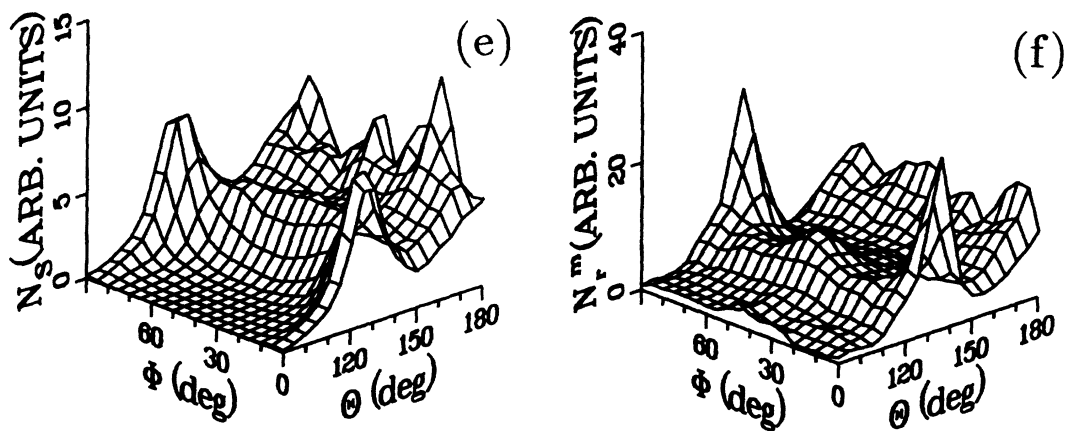 (e)
N_S (ARB. UNITS)
15
10
5
0
60
30
0
Φ (deg)
120
150
180
Θ (deg)
(f)
N_r^m (ARB. UNITS)
40
20
0
60
30
0
Φ (deg)
120
150
180
Θ (deg)